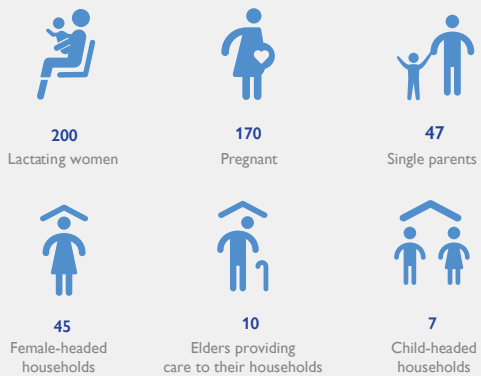 200
Lactating women
170
Pregnant
47
Single parents
45
Female-headed
households
10
Elders providing
care to their households
7
Child-headed
households